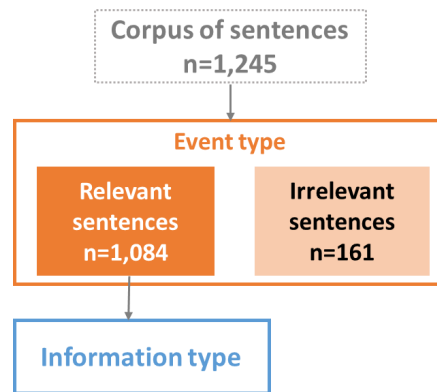 Corpus of sentences
n=1,245
Event type
Relevant
sentences
n=1,084
Irrelevant
sentences
n=161
Information type